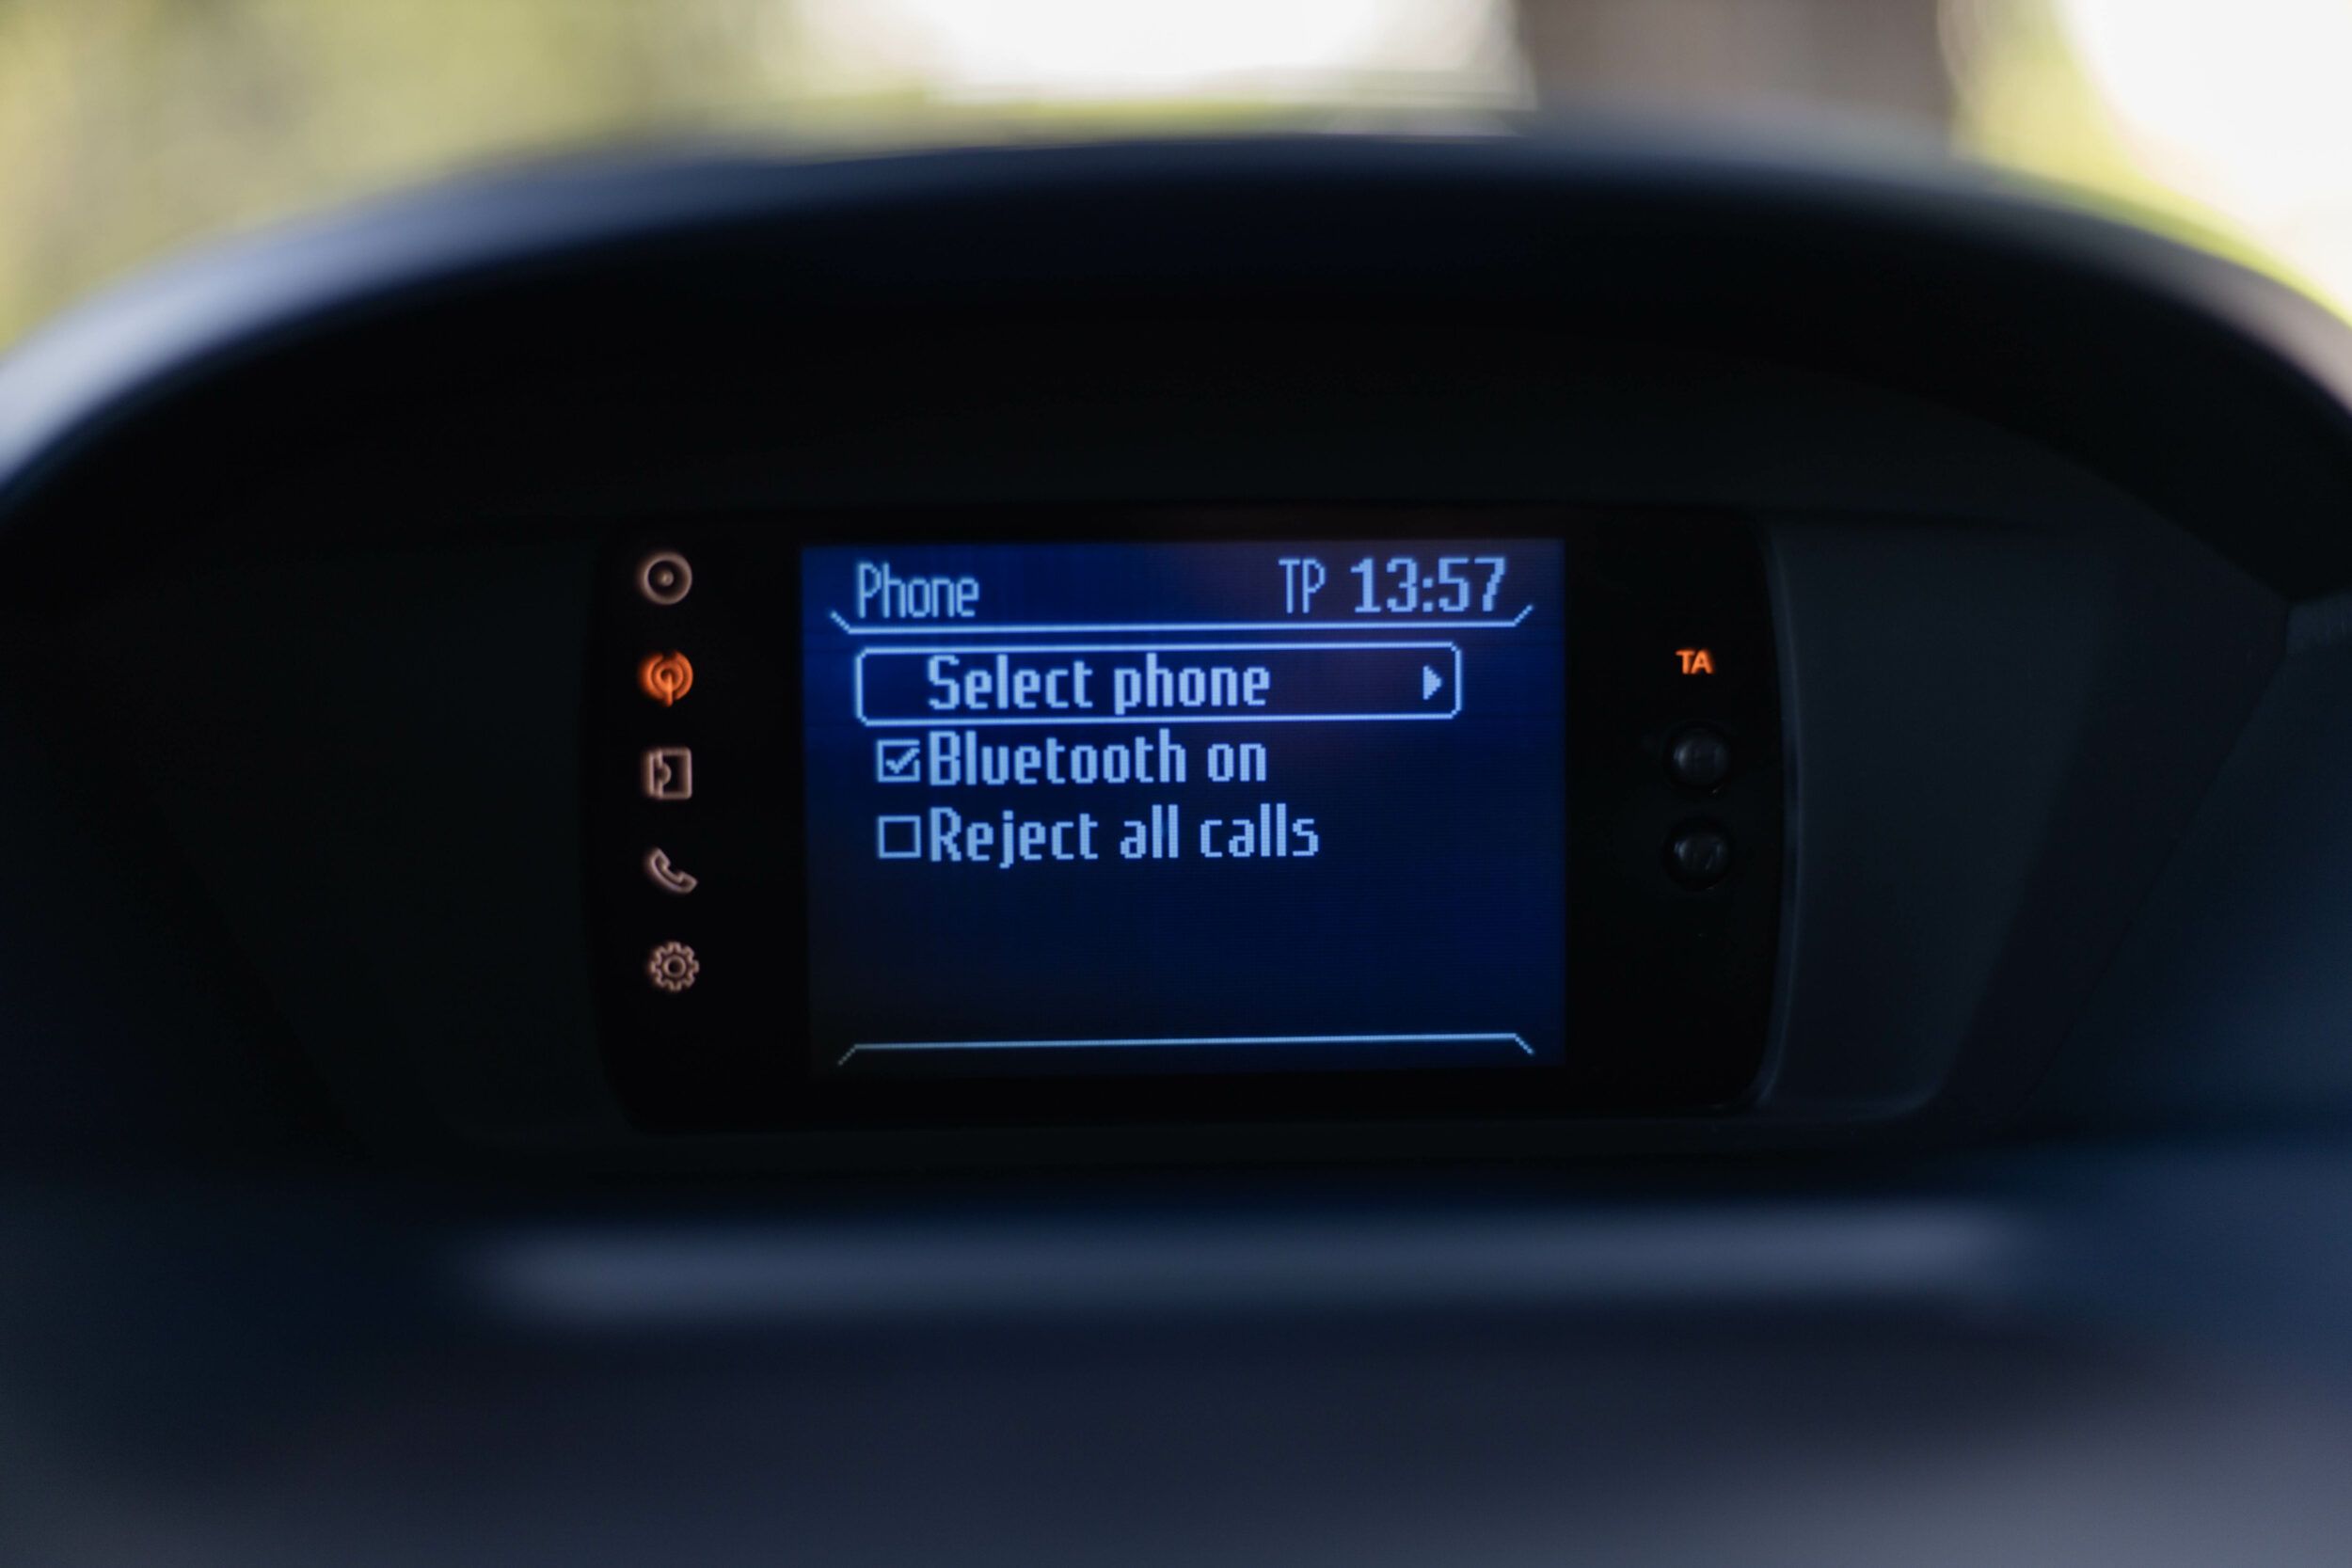 Phone TP 13:57
Select phone
Bluetooth on
Reject all calls
TA